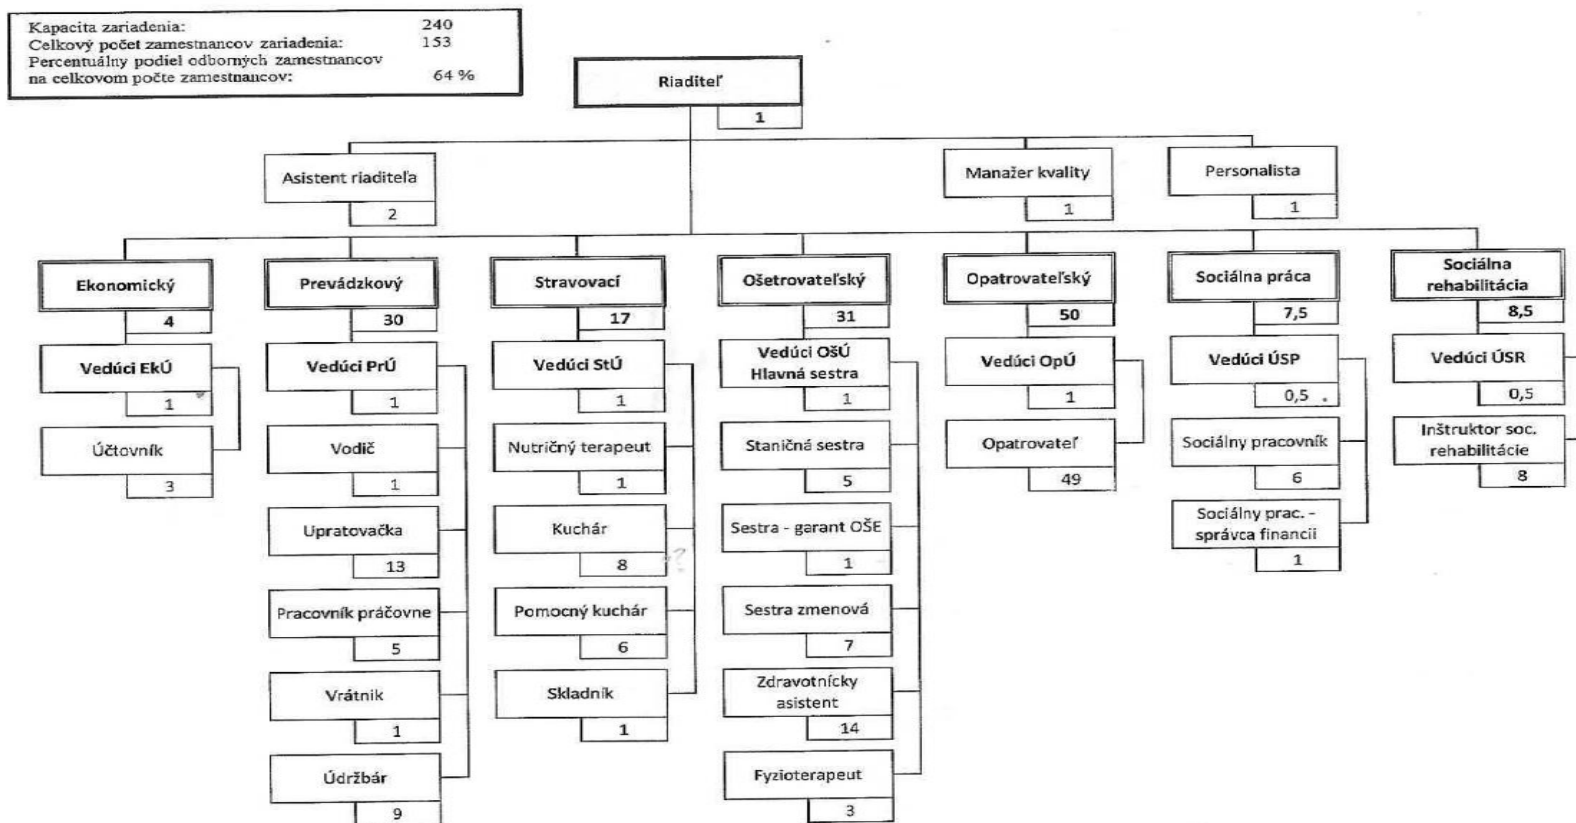 Kapacita zariadenia: 240
Celkový počet zamestnancov zariadenia: 153
Percentuálny podiel odborných zamestnancov
na celkovom počte zamestnancov: 64 %
Riaditeľ
1
Asistent riaditeľa
2
Manažer kvality
1
Personalista
1
Ekonomický
4
Vedúci EkÚ
1
Účtovník
3
Prevádzkový
30
Vedúci PrÚ
1
Vodič
1
Upratovačka
13
Pracovník práčovne
5
Vrátnik
1
Údržbár
9
Stravovací
17
Vedúci StÚ
1
Nutričný terapeut
1
Kuchár
8
?
Pomocný kuchár
6
Skladník
1
Ošetrovateľský
31
Vedúci OšÚ
Hlavná sestra
1
Staničná sestra
5
Sestra - garant OŠE
1
Sestra zmenová
7
Zdravotnícky
asistent
14
Fyzioterapeut
3
Opatrovateľský
50
Vedúci OpÚ
1
Opatrovateľ
49
Sociálna práca
7,5
Vedúci ÚSP
0,5
Sociálny pracovník
6
Sociálny prac. -
správca financii
1
Sociálna
rehabilitácia
8,5
Vedúci ÚSR
0,5
Inštruktor soc.
rehabilitácie
8